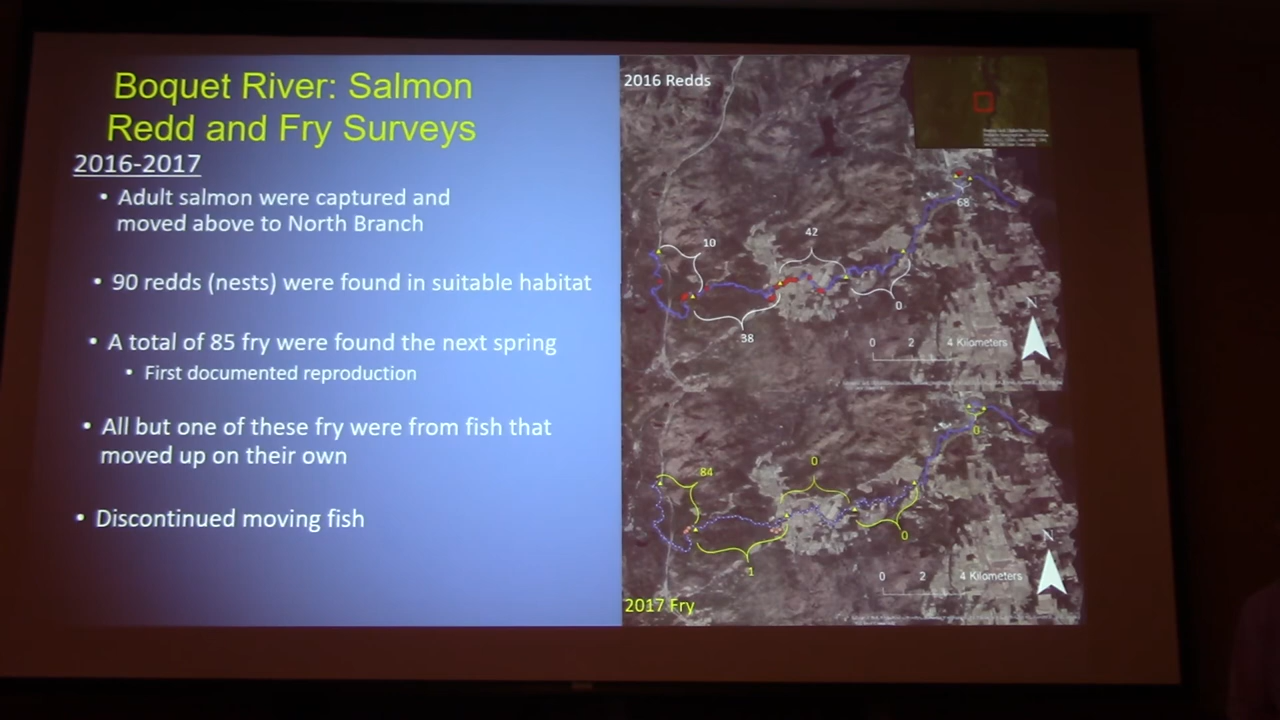 Boquet River: Salmon
Redd and Fry Surveys
2016-2017
• Adult salmon were captured and
moved above to North Branch
• 90 redds (nests) were found in suitable habitat
• A total of 85 fry were found the next spring
• First documented reproduction
• All but one of these fry were from fish that
moved up on their own
• Discontinued moving fish
2016 Redds
68
42
10
0
38
N
0 2 4 Kilometers
0
0
84
0
1
N
0 2 4 Kilometers
2017 Fry